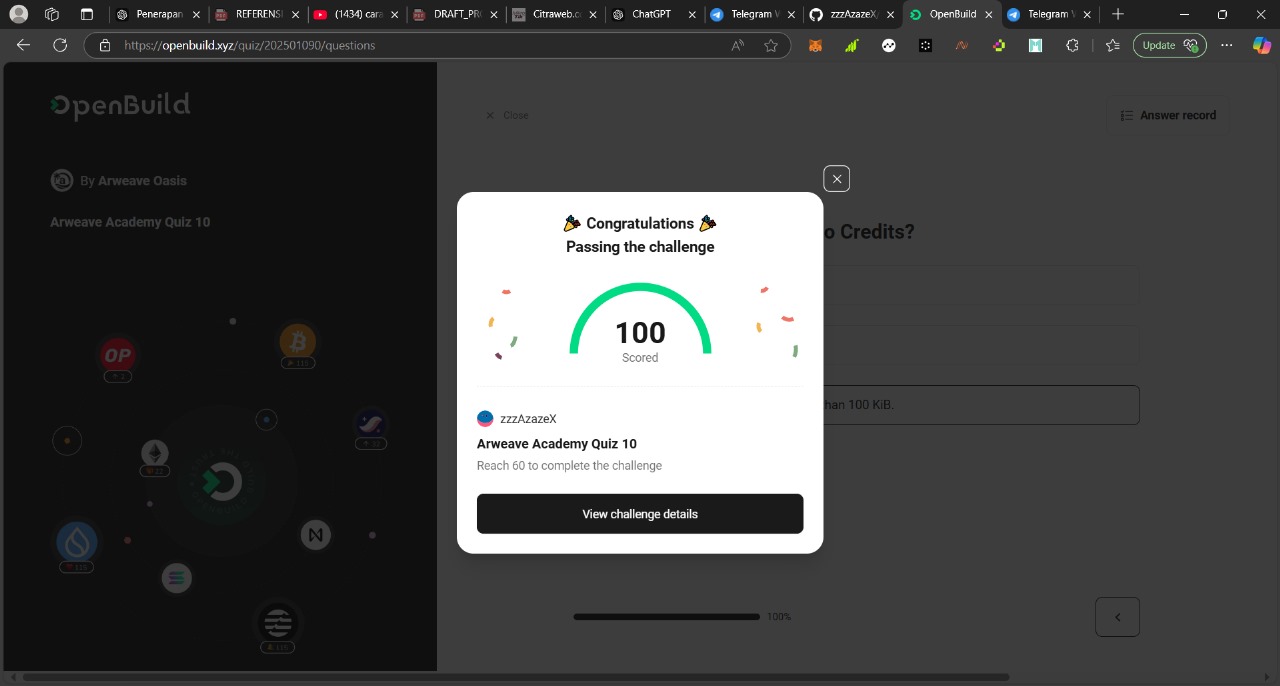 Penerapan
REFERENSI
(1434) cara
DRAFT_PR
Citraweb.c
ChatGPT
Telegram W
zzzAzazeX/
OpenBuild
Telegram W
https://openbuild.xyz/quiz/202501090/questions
Update
OpenBuild
Close
Answer record
By Arweave Oasis
Arweave Academy Quiz 10
o Credits?
han 100 KiB.
OP
Congratulations
Passing the challenge
100
Scored
zzzAzazeX
Arweave Academy Quiz 10
Reach 60 to complete the challenge
View challenge details
100%